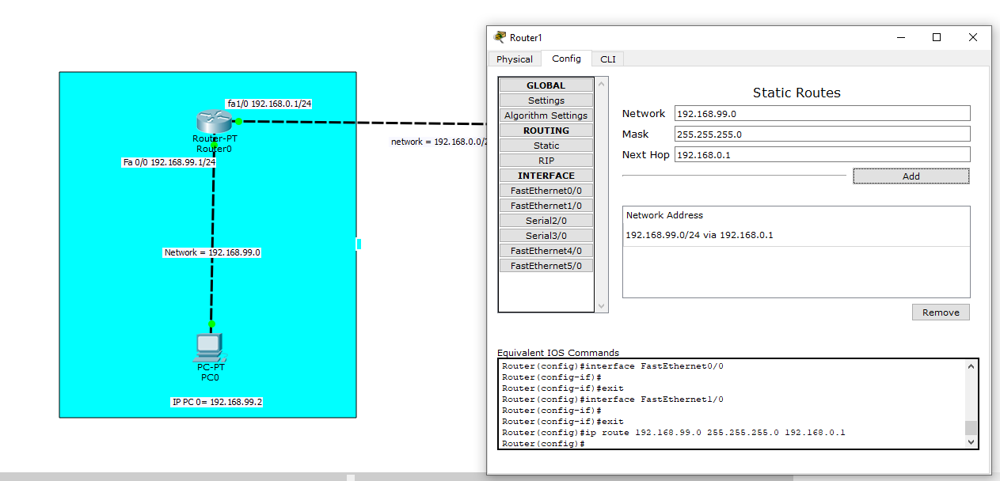 fa1/0 192.168.0.1/24
Router-PT
Router0
Fa 0/0 192.168.99.1/24
network = 192.168.0.0/2
Network = 192.168.99.0
PC-PT
PC0
IP PC 0= 192.168.99.2
Router1
Physical Config CLI
GLOBAL
Settings
Algorithm Settings
ROUTING
Static
RIP
INTERFACE
FastEthernet0/0
FastEthernet1/0
Serial2/0
Serial3/0
FastEthernet4/0
FastEthernet5/0
Static Routes
Network 192.168.99.0
Mask 255.255.255.0
Next Hop 192.168.0.1
Add
Network Address
192.168.99.0/24 via 192.168.0.1
Remove
Equivalent IOS Commands
Router(config)#interface FastEthernet0/0
Router(config-if)#
Router(config-if)#exit
Router(config)#interface FastEthernet1/0
Router(config-if)#
Router(config-if)#exit
Router(config)#ip route 192.168.99.0 255.255.255.0 192.168.0.1
Router(config)#